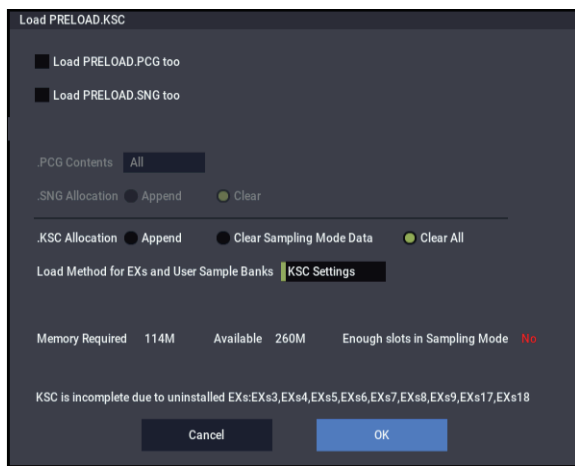 Load PRELOAD.KSC
Load PRELOAD.PCG too
Load PRELOAD.SNG too
.PCG Contents All
.SNG Allocation Append Clear
.KSC Allocation Append Clear Sampling Mode Data Clear All
Load Method for EXs and User Sample Banks KSC Settings
Memory Required 114M Available 260M Enough slots in Sampling Mode No
KSC is incomplete due to uninstalled EXs:EXs3,EXs4,EXs5,EXs6,EXs7,EXs8,EXs9,EXs17,EXs18
Cancel OK